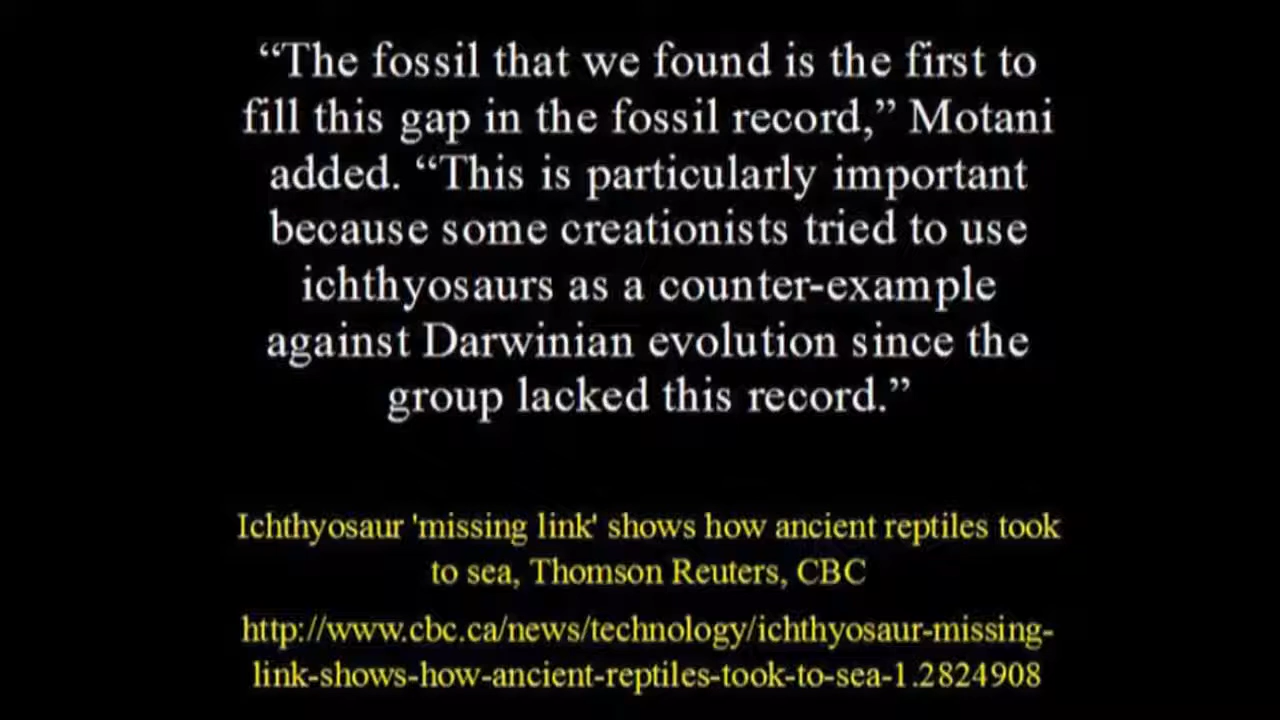 “The fossil that we found is the first to
fill this gap in the fossil record,” Motani
added. “This is particularly important
because some creationists tried to use
ichthyosaurs as a counter-example
against Darwinian evolution since the
group lacked this record.”
Ichthyosaur 'missing link' shows how ancient reptiles took
to sea, Thomson Reuters, CBC
http://www.cbc.ca/news/technology/ichthyosaur-missing-
link-shows-how-ancient-reptiles-took-to-sea-1.2824908